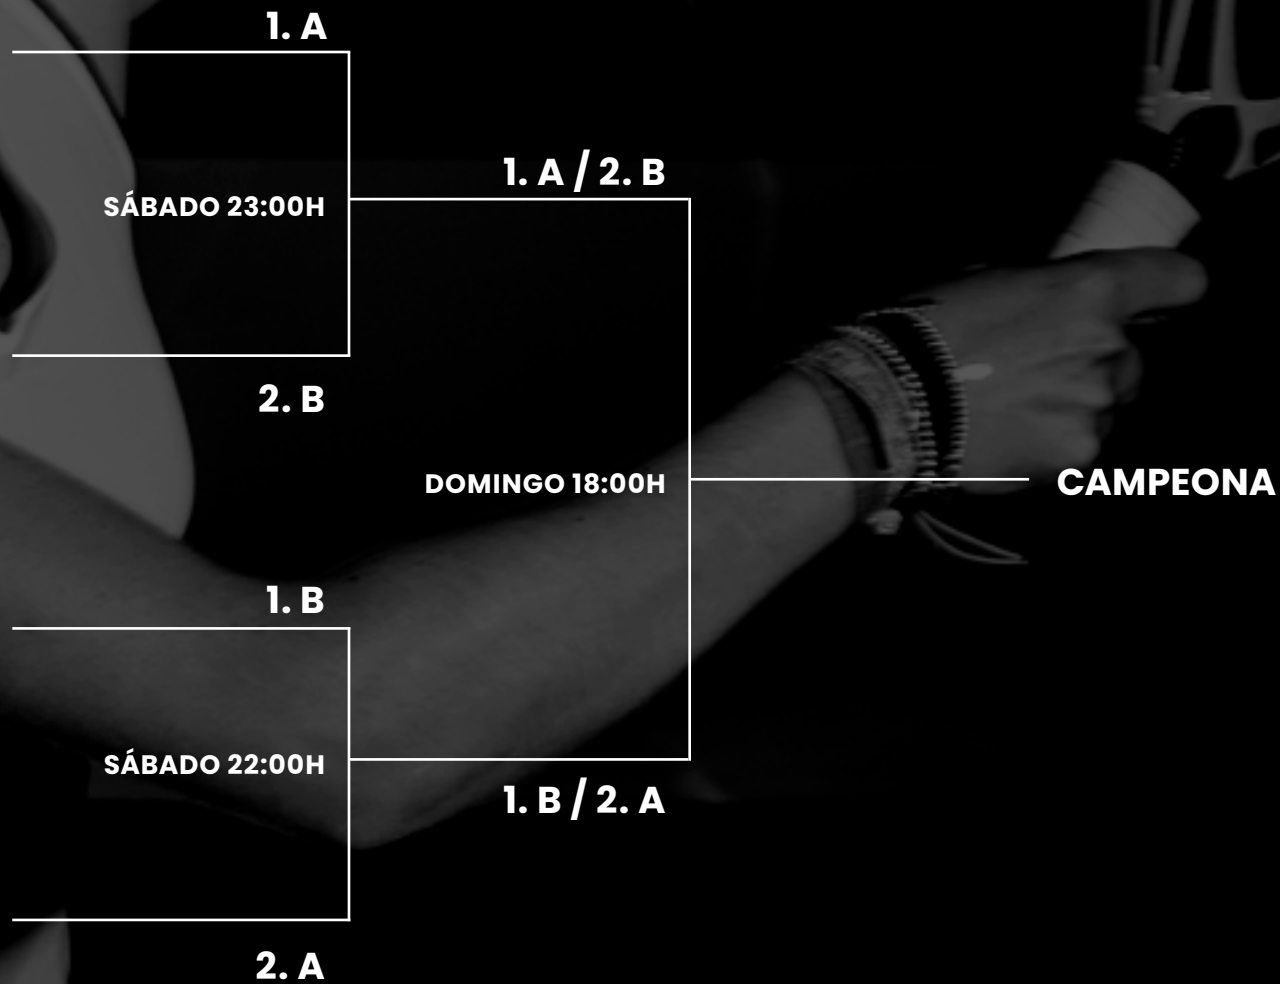 1. A
SÁBADO 23:00H
2. B
1. A / 2. B
DOMINGO 18:00H
CAMPEONA
1. B
SÁBADO 22:00H
2. A
1. B / 2. A